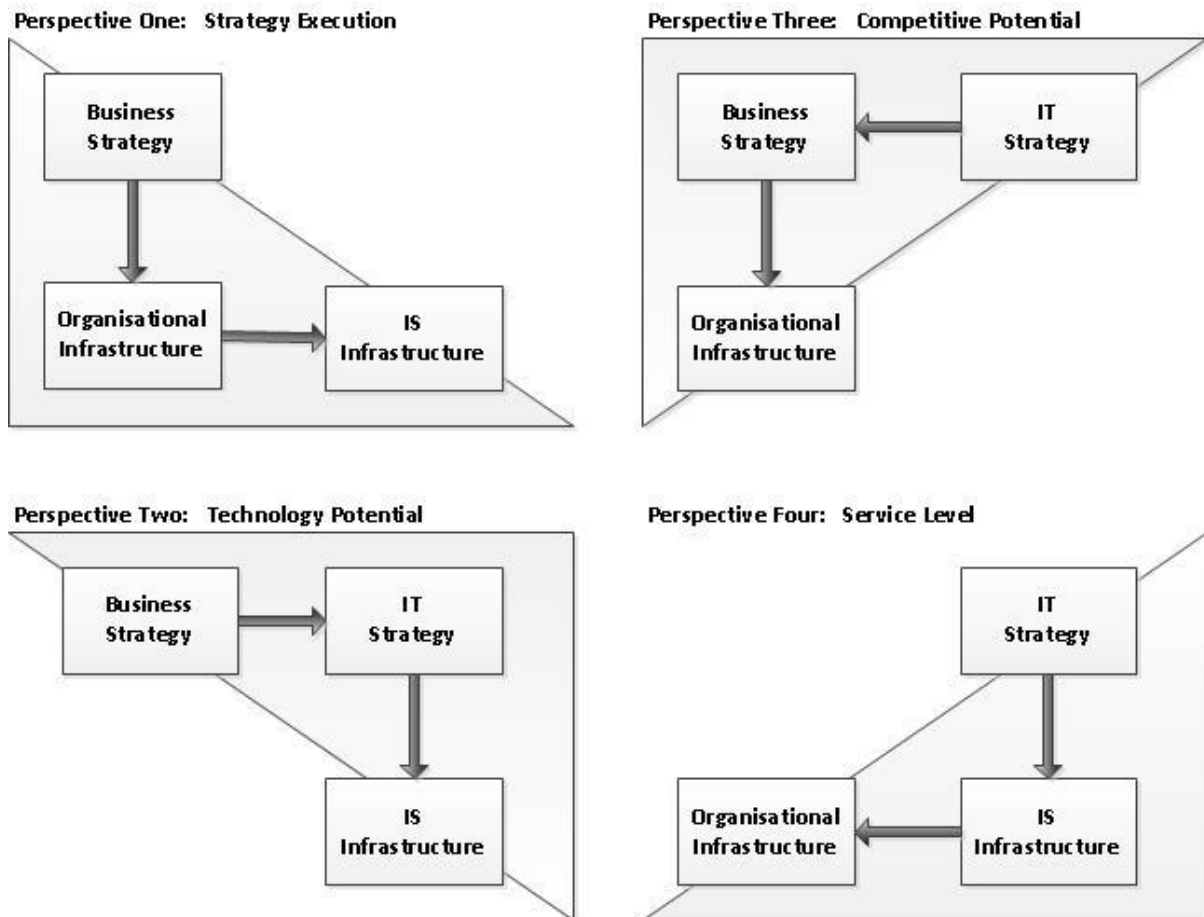 Perspective One: Strategy Execution
Business
Strategy
Organisational
Infrastructure
IS
Infrastructure
Perspective Three: Competitive Potential
Business
Strategy
IT
Strategy
Organisational
Infrastructure
Perspective Two: Technology Potential
Business
Strategy
IT
Strategy
IS
Infrastructure
Perspective Four: Service Level
IT
Strategy
Organisational
Infrastructure
IS
Infrastructure